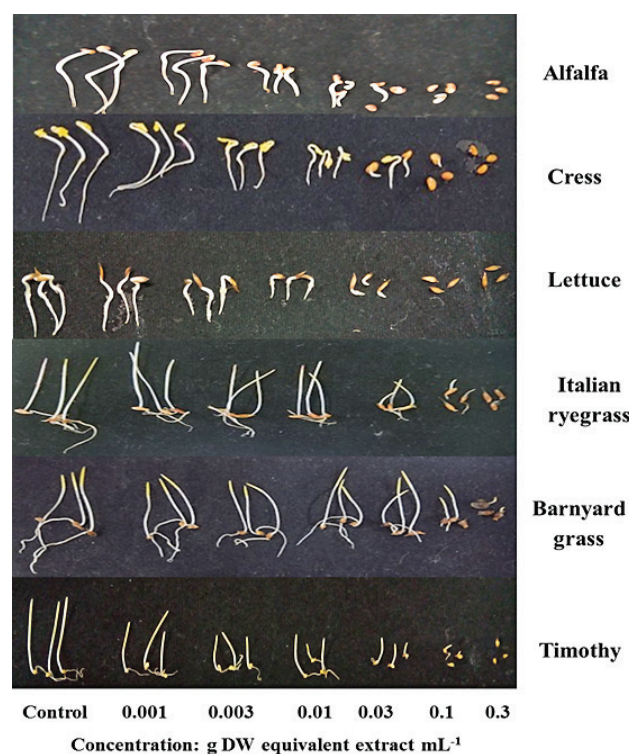 Alfalfa
Cress
Lettuce
Italian
ryegrass
Barnyard
grass
Timothy
Control 0.001 0.003 0.01 0.03 0.1 0.3
Concentration: g DW equivalent extract mL⁻¹